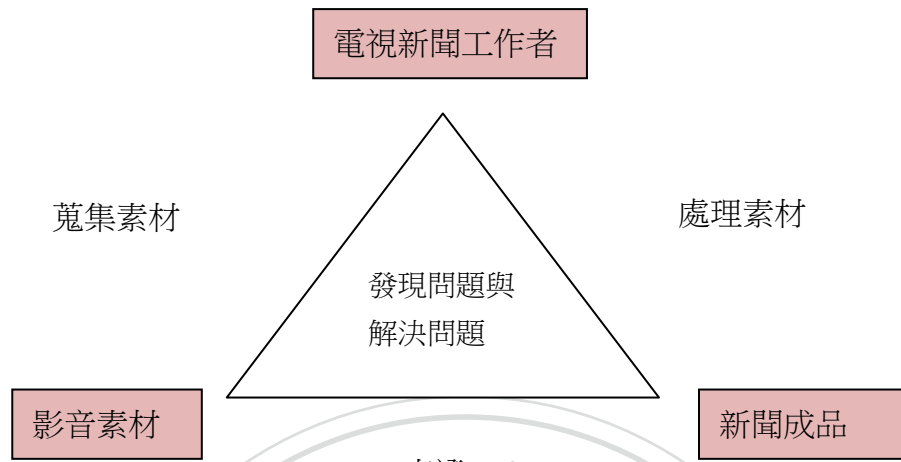 電視新聞工作者
蒐集素材
處理素材
發現問題與
解決問題
影音素材
新聞成品